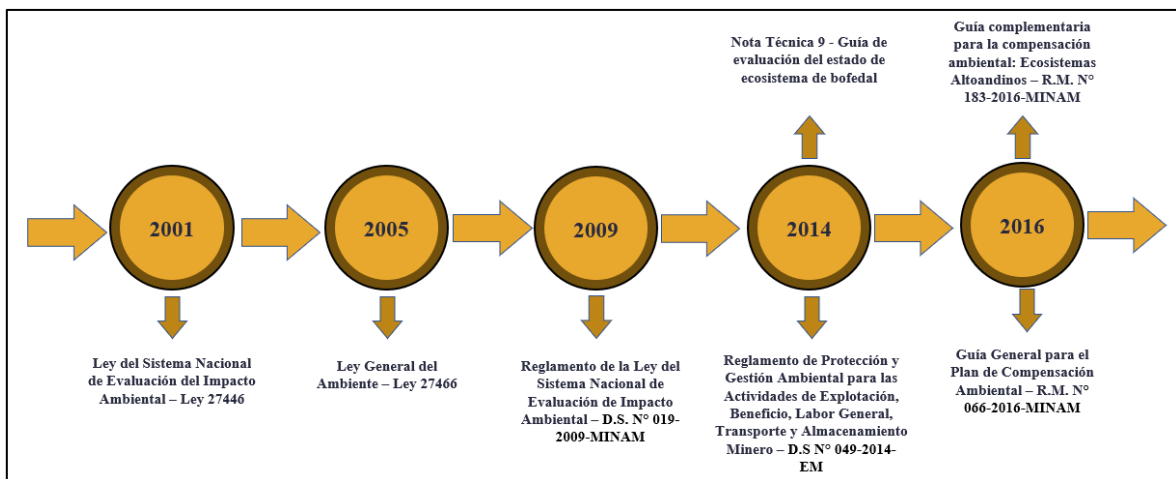 Nota Técnica 9 - Guía de
evaluación del estado de
ecosistema de bofedal
Guía complementaria
para la compensación
ambiental: Ecosistemas
Altoandinos – R.M. N°
183-2016-MINAM
2001
2005
2009
2014
2016
Ley del Sistema Nacional
de Evaluación del Impacto
Ambiental – Ley 27446
Ley General del
Ambiente – Ley 27466
Reglamento de la Ley del
Sistema Nacional de
Evaluación de Impacto
Ambiental – D.S. N° 019-
2009-MINAM
Reglamento de Protección y
Gestión Ambiental para las
Actividades de Explotación,
Beneficio, Labor General,
Transporte y Almacenamiento
Minero – D.S N° 049-2014-
EM
Guía General para el
Plan de Compensación
Ambiental – R.M. N°
066-2016-MINAM